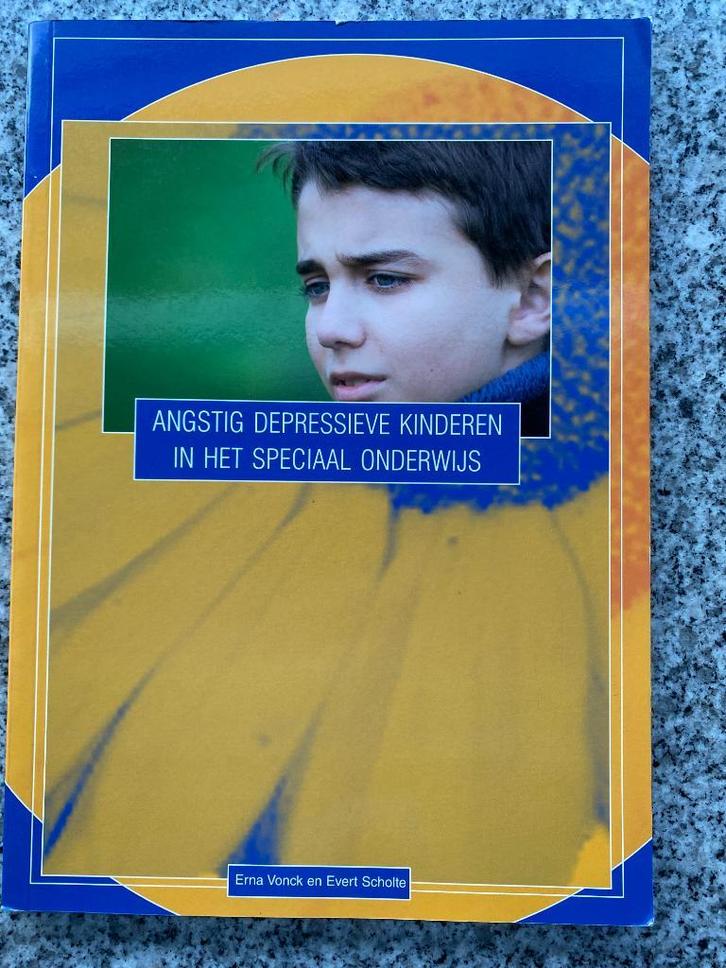 ANGSTIG DEPRESSIEVE KINDEREN
IN HET SPECIAAL ONDERWIJS
Erna Vonck en Evert Scholte